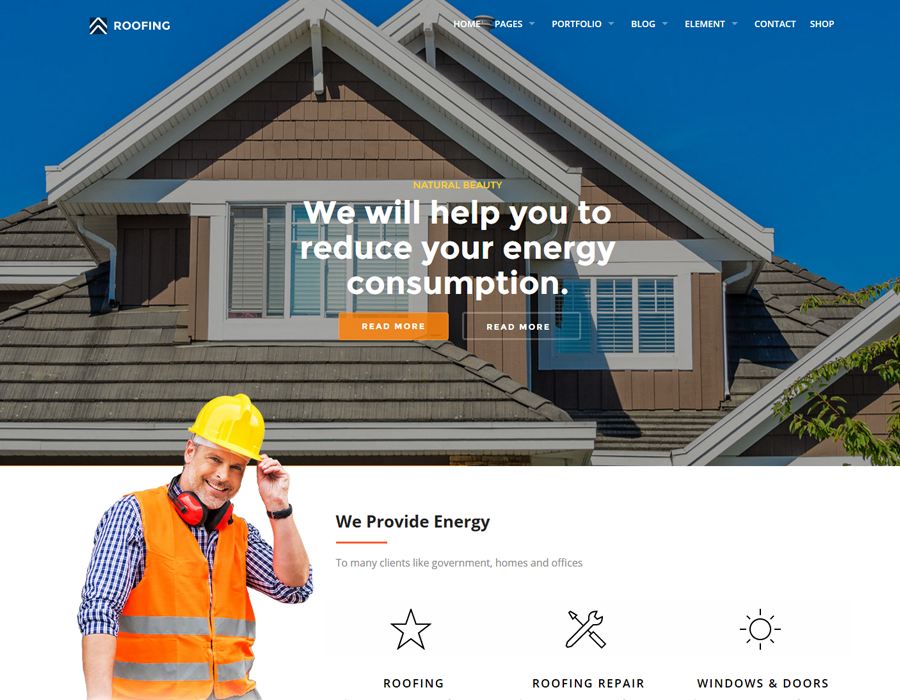 ROOFING
HOME PAGES PORTFOLIO BLOG ELEMENT CONTACT SHOP
NATURAL BEAUTY
We will help you to
reduce your energy
consumption.
READ MORE READ MORE
We Provide Energy
To many clients like government, homes and offices
ROOFING ROOFING REPAIR WINDOWS & DOORS